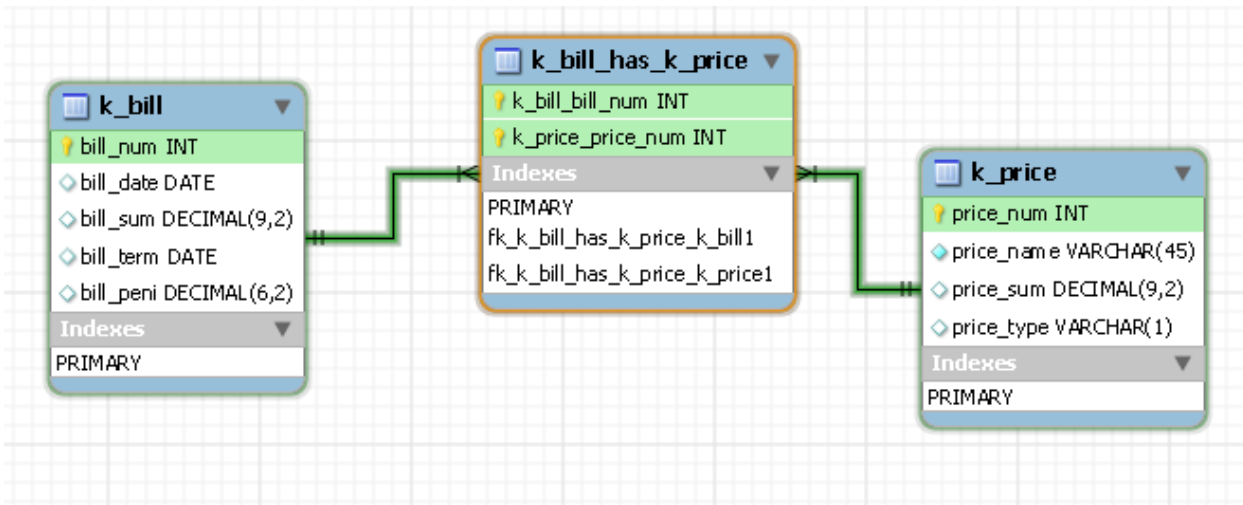 k_bill
bill_num INT
bill_date DATE
bill_sum DECIMAL(9,2)
bill_term DATE
bill_peni DECIMAL(6,2)
Indexes
PRIMARY
k_bill_has_k_price
k_bill_bill_num INT
k_price_price_num INT
Indexes
PRIMARY
fk_k_bill_has_k_price_k_bill1
fk_k_bill_has_k_price_k_price1
k_price
price_num INT
price_name VARCHAR(45)
price_sum DECIMAL(9,2)
price_type VARCHAR(1)
Indexes
PRIMARY